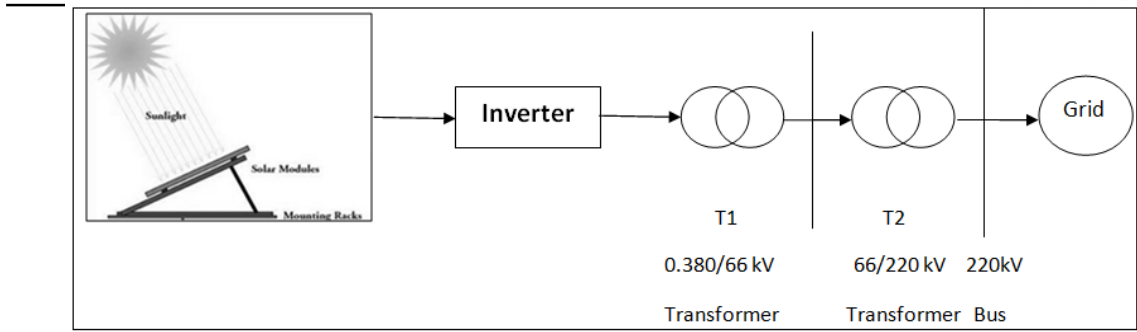 Sunlight
Solar Modules
Mounting Racks
Inverter
Grid
T1
T2
0.380/66 kV
66/220 kV
220kV
Transformer
Transformer
Bus